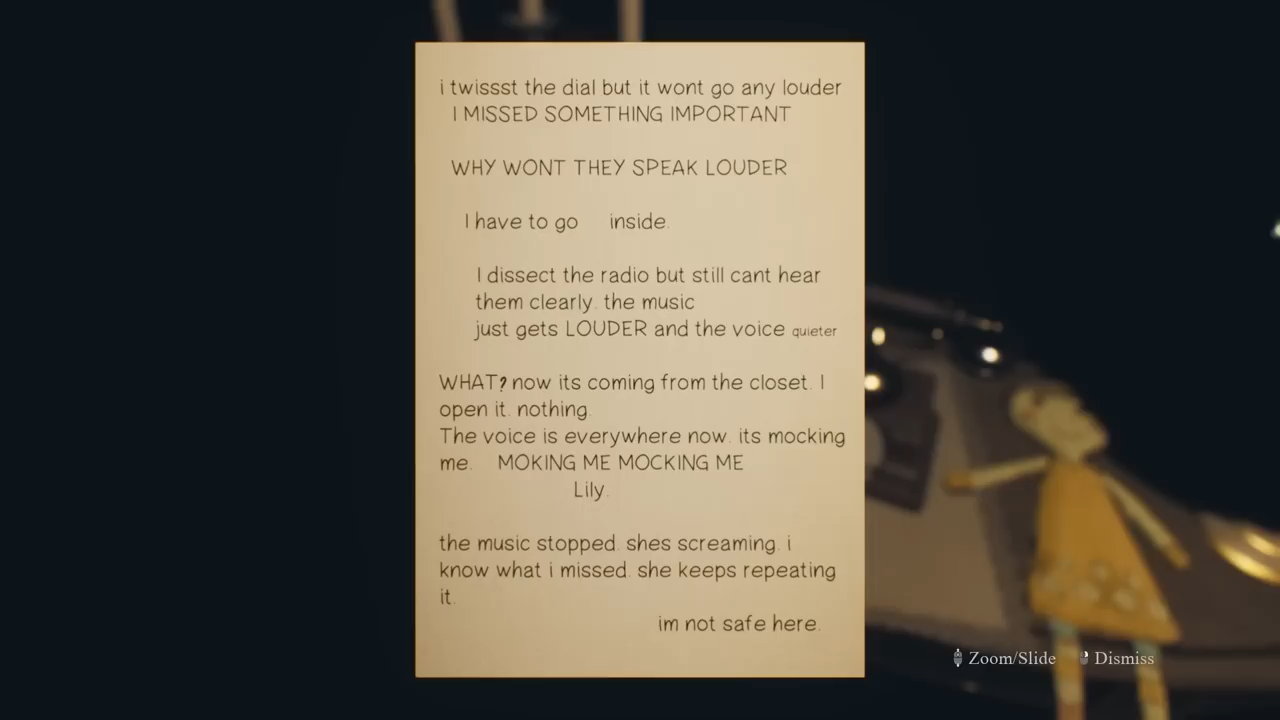 i twissst the dial but it wont go any louder
I MISSED SOMETHING IMPORTANT
WHY WONT THEY SPEAK LOUDER
I have to go inside.
I dissect the radio but still cant hear
them clearly. the music
just gets LOUDER and the voice quieter
WHAT? now its coming from the closet. I
open it. nothing.
The voice is everywhere now. its mocking
me. MOKING ME MOCKING ME
Lily.
the music stopped. shes screaming. i
know what i missed. she keeps repeating
it.
im not safe here.
Zoom/Slide Dismiss